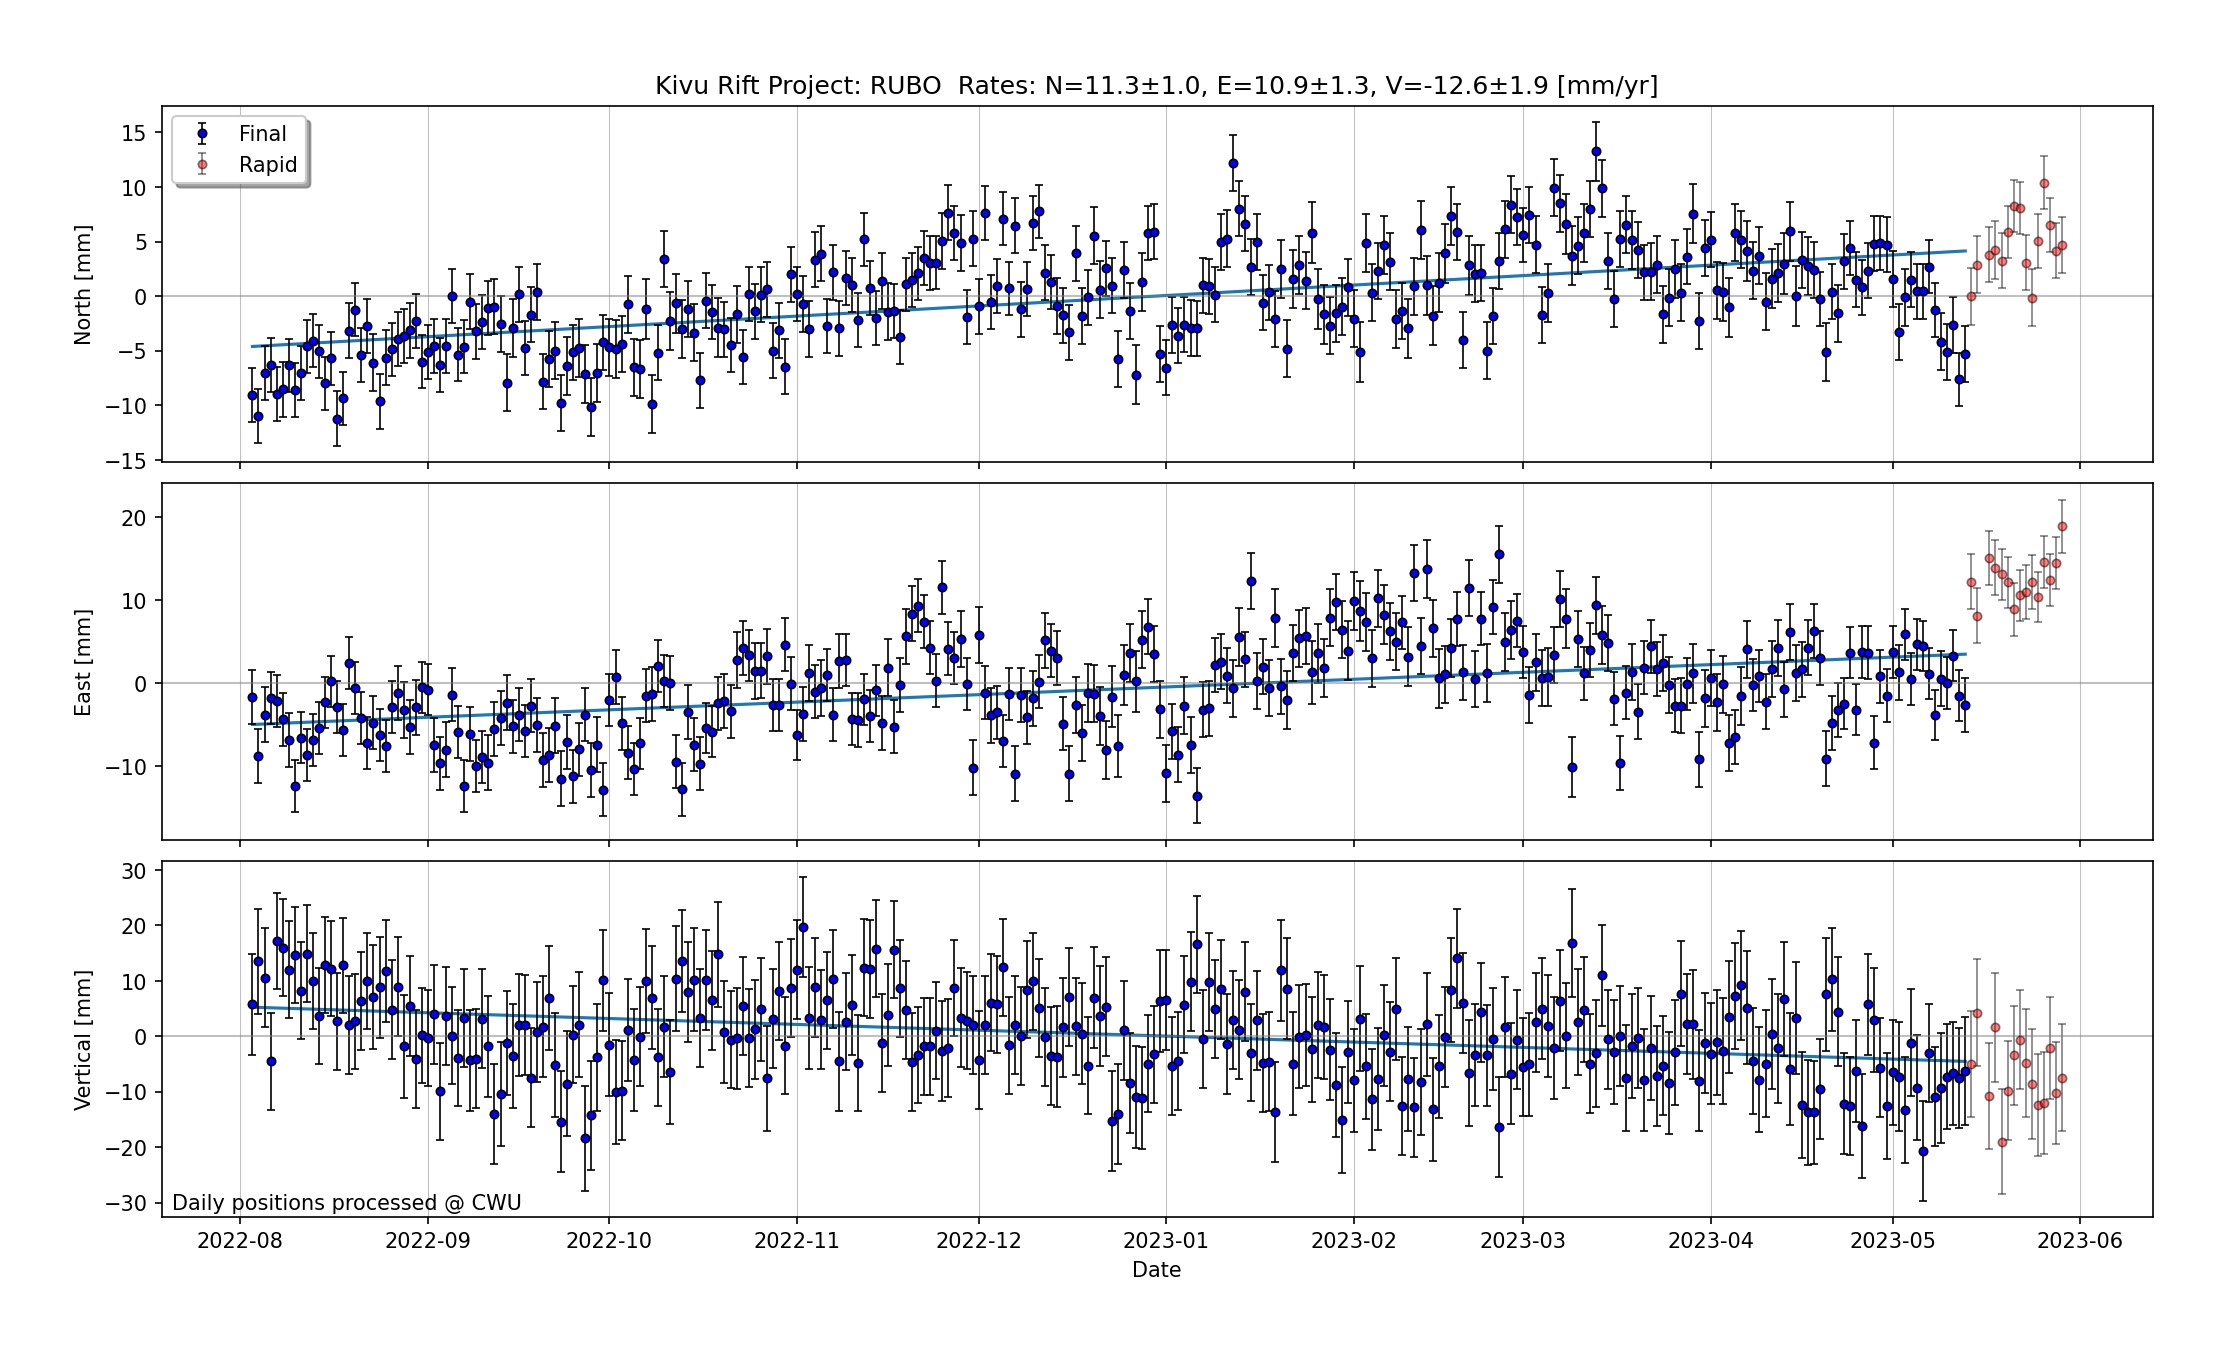 Kivu Rift Project: RUBO  Rates: N=11.3±1.0, E=10.9±1.3, V=-12.6±1.9 [mm/yr]
Final
Rapid
North [mm]
15
10
5
0
−5
−10
−15
East [mm]
20
10
0
−10
Vertical [mm]
30
20
10
0
−10
−20
−30
Daily positions processed @ CWU
2022-08 2022-09 2022-10 2022-11 2022-12 2023-01 2023-02 2023-03 2023-04 2023-05 2023-06
Date